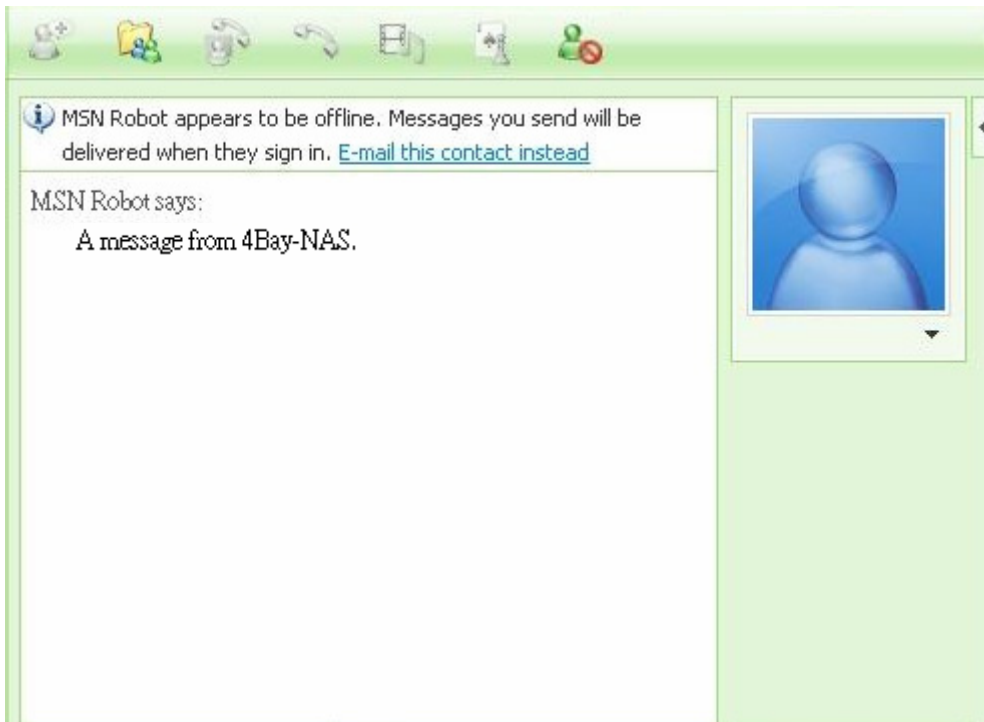 MSN Robot appears to be offline. Messages you send will be
delivered when they sign in. E-mail this contact instead
MSN Robot says:
A message from 4Bay-NAS.